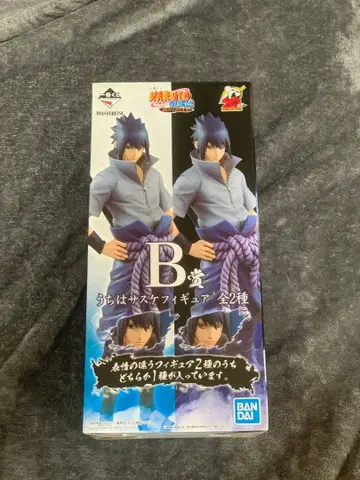 一番くじ
MASTERLISE
NARUTO
B賞
うちはサスケフィギュア 全2種
表情の違うフィギュア2種のうち
どちらか1種が入っています。
BAN
DAI